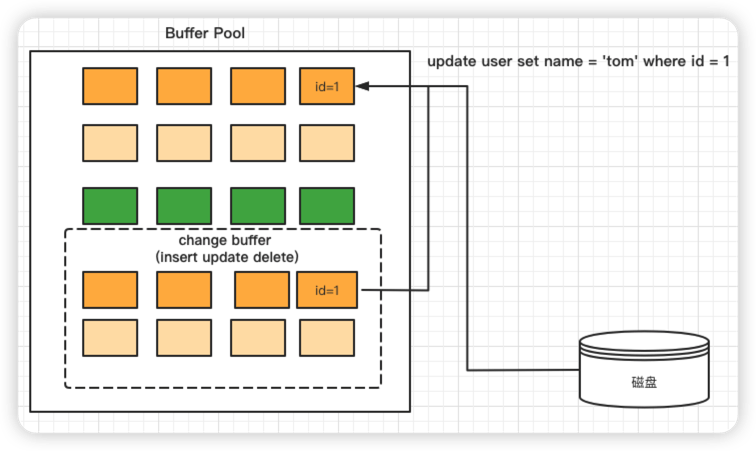 Buffer Pool
update user set name = 'tom' where id = 1
id=1
change buffer
(insert update delete)
id=1
磁盘